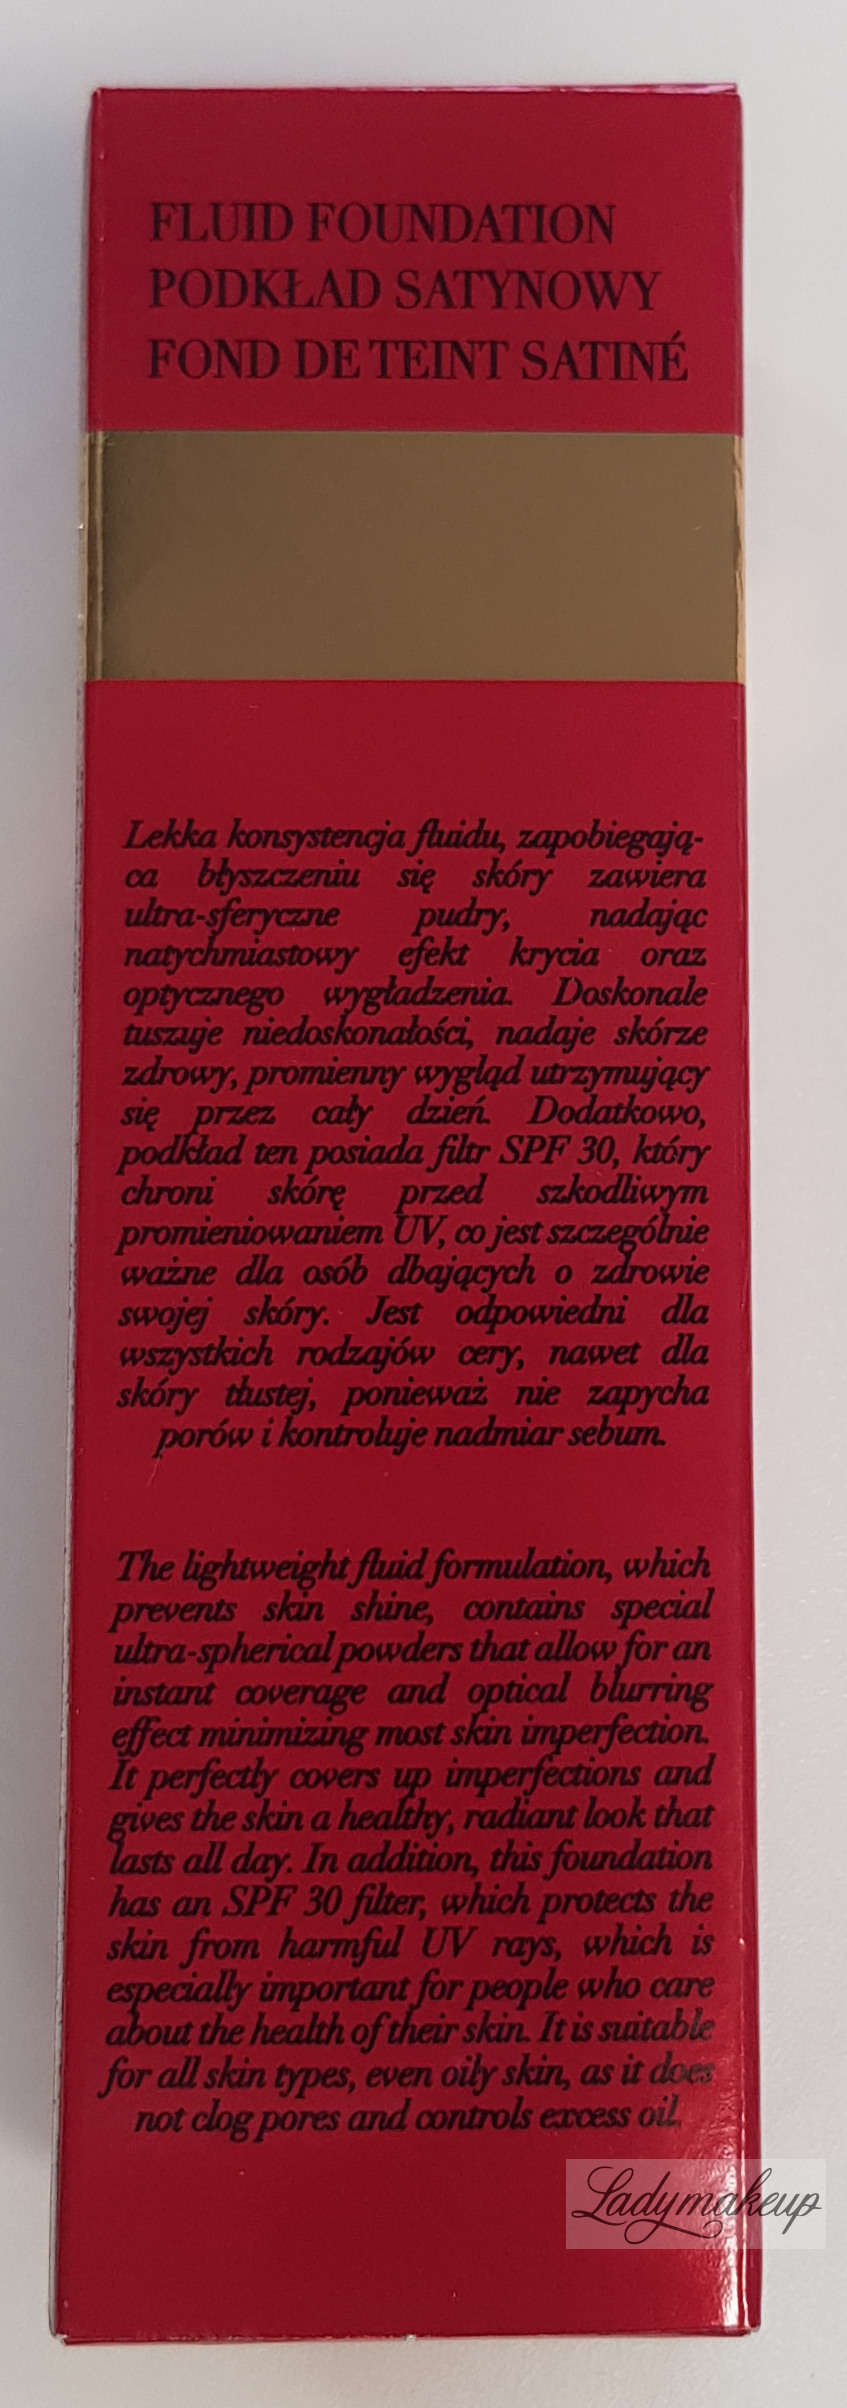 FLUID FOUNDATION
PODKŁAD SATYNOWY
FOND DE TEINT SATINÉ
Lekka konsystencja fluidu, zapobiegają-
ca błyszczeniu się skóry zawiera
ultra-sferyczne pudry, nadając
natychmiastowy efekt krycia oraz
optycznego wygładzenia. Doskonale
tuszuje niedoskonałości, nadaje skórze
zdrowy, promienny wygląd utrzymujący
się przez cały dzień. Dodatkowo,
podkład ten posiada filtr SPF 30, który
chroni skórę przed szkodliwym
promieniowaniem UV, co jest szczególnie
ważne dla osób dbających o zdrowie
swojej skóry. Jest odpowiedni dla
wszystkich rodzajów cery, nawet dla
skóry tłustej, ponieważ nie zapycha
porów i kontroluje nadmiar sebum.
The lightweight fluid formulation, which
prevents skin shine, contains special
ultra-spherical powders that allow for an
instant coverage and optical blurring
effect minimizing most skin imperfection.
It perfectly covers up imperfections and
gives the skin a healthy, radiant look that
lasts all day. In addition, this foundation
has an SPF 30 filter, which protects the
skin from harmful UV rays, which is
especially important for people who care
about the health of their skin. It is suitable
for all skin types, even oily skin, as it does
not clog pores and controls excess oil.
Ladymakeup